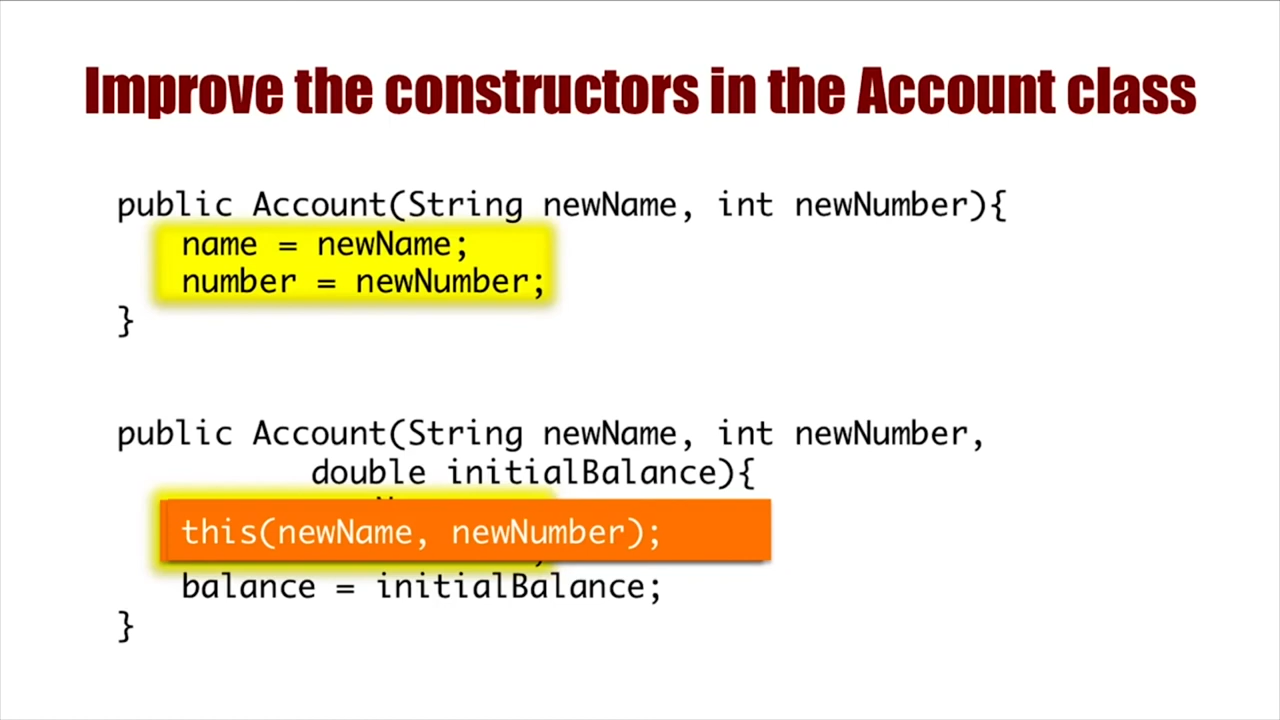 Improve the constructors in the Account class
public Account(String newName, int newNumber){
name = newName;
number = newNumber;
}
public Account(String newName, int newNumber,
double initialBalance){
this(newName, newNumber);
balance = initialBalance;
}